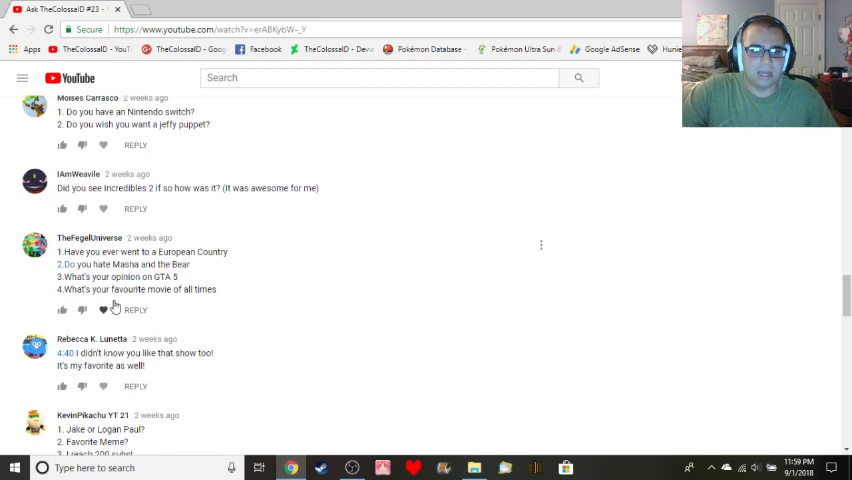 Ask TheColossalD #23 - Yo
Secure
https://www.youtube.com/watch?v=erABKybW-_Y
Apps
TheColossalD - YouT
TheColossalD - Goog
Facebook
TheColossalD - Devia
Pokémon Database -
Pokémon Ultra Sun &
Google AdSense
Hunie
YouTube
Search
Moises Carrasco 2 weeks ago
1. Do you have an Nintendo switch?
2. Do you wish you want a jeffy puppet?
REPLY
IAmWeavile 2 weeks ago
Did you see Incredibles 2 if so how was it? (It was awesome for me)
REPLY
TheFegelUniverse 2 weeks ago
1.Have you ever went to a European Country
2.Do you hate Masha and the Bear
3.What's your opinion on GTA 5
4.What's your favourite movie of all times
REPLY
Rebecca K. Lunetta 2 weeks ago
4:40 I didn't know you like that show too!
It's my favorite as well!
REPLY
KevinPikachu YT 21 2 weeks ago
1. Jake or Logan Paul?
2. Favorite Meme?
3. I reach 200 subs!
Type here to search
11:59 PM
9/1/2018